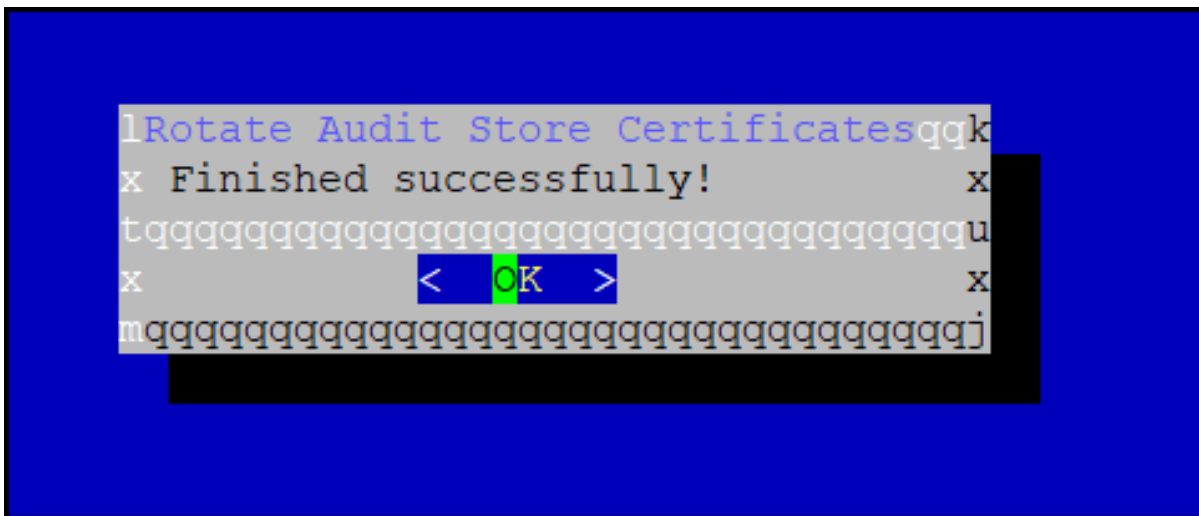 lRotate Audit Store Certificatesqqk
x Finished successfully! x
tqqqqqqqqqqqqqqqqqqqqqqqqqqqqqqqqqu
x < OK > x
mqqqqqqqqqqqqqqqqqqqqqqqqqqqqqqqqqj